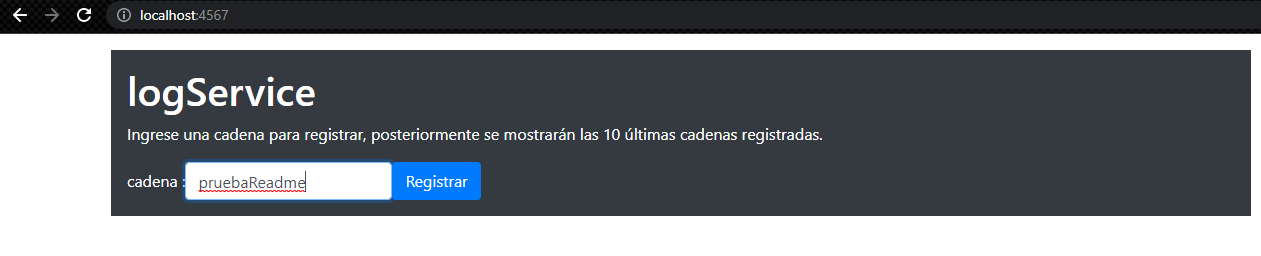 localhost:4567
logService
Ingrese una cadena para registrar, posteriormente se mostrarán las 10 últimas cadenas registradas.
cadena : pruebaReadme Registrar